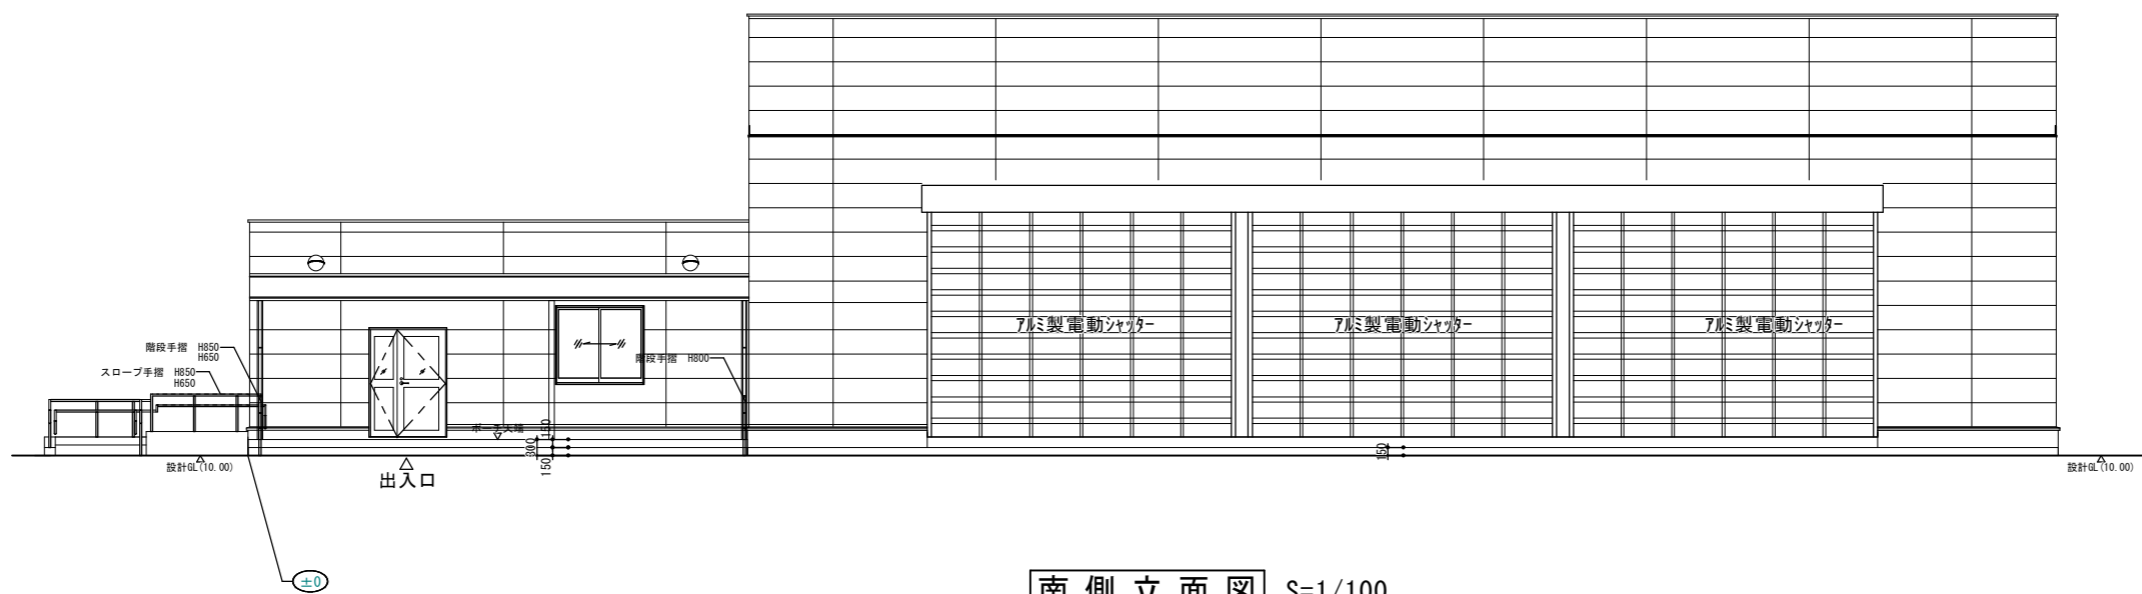 アルミ製電動シャッター
アルミ製電動シャッター
アルミ製電動シャッター
階段手摺 H850
H650
スロープ手摺 H850
H650
階段手摺 H800
ポーチ天端
150
300
150
150
設計GL(10.00)
出入口
設計GL(10.00)
±0
南側立面図 S=1/100